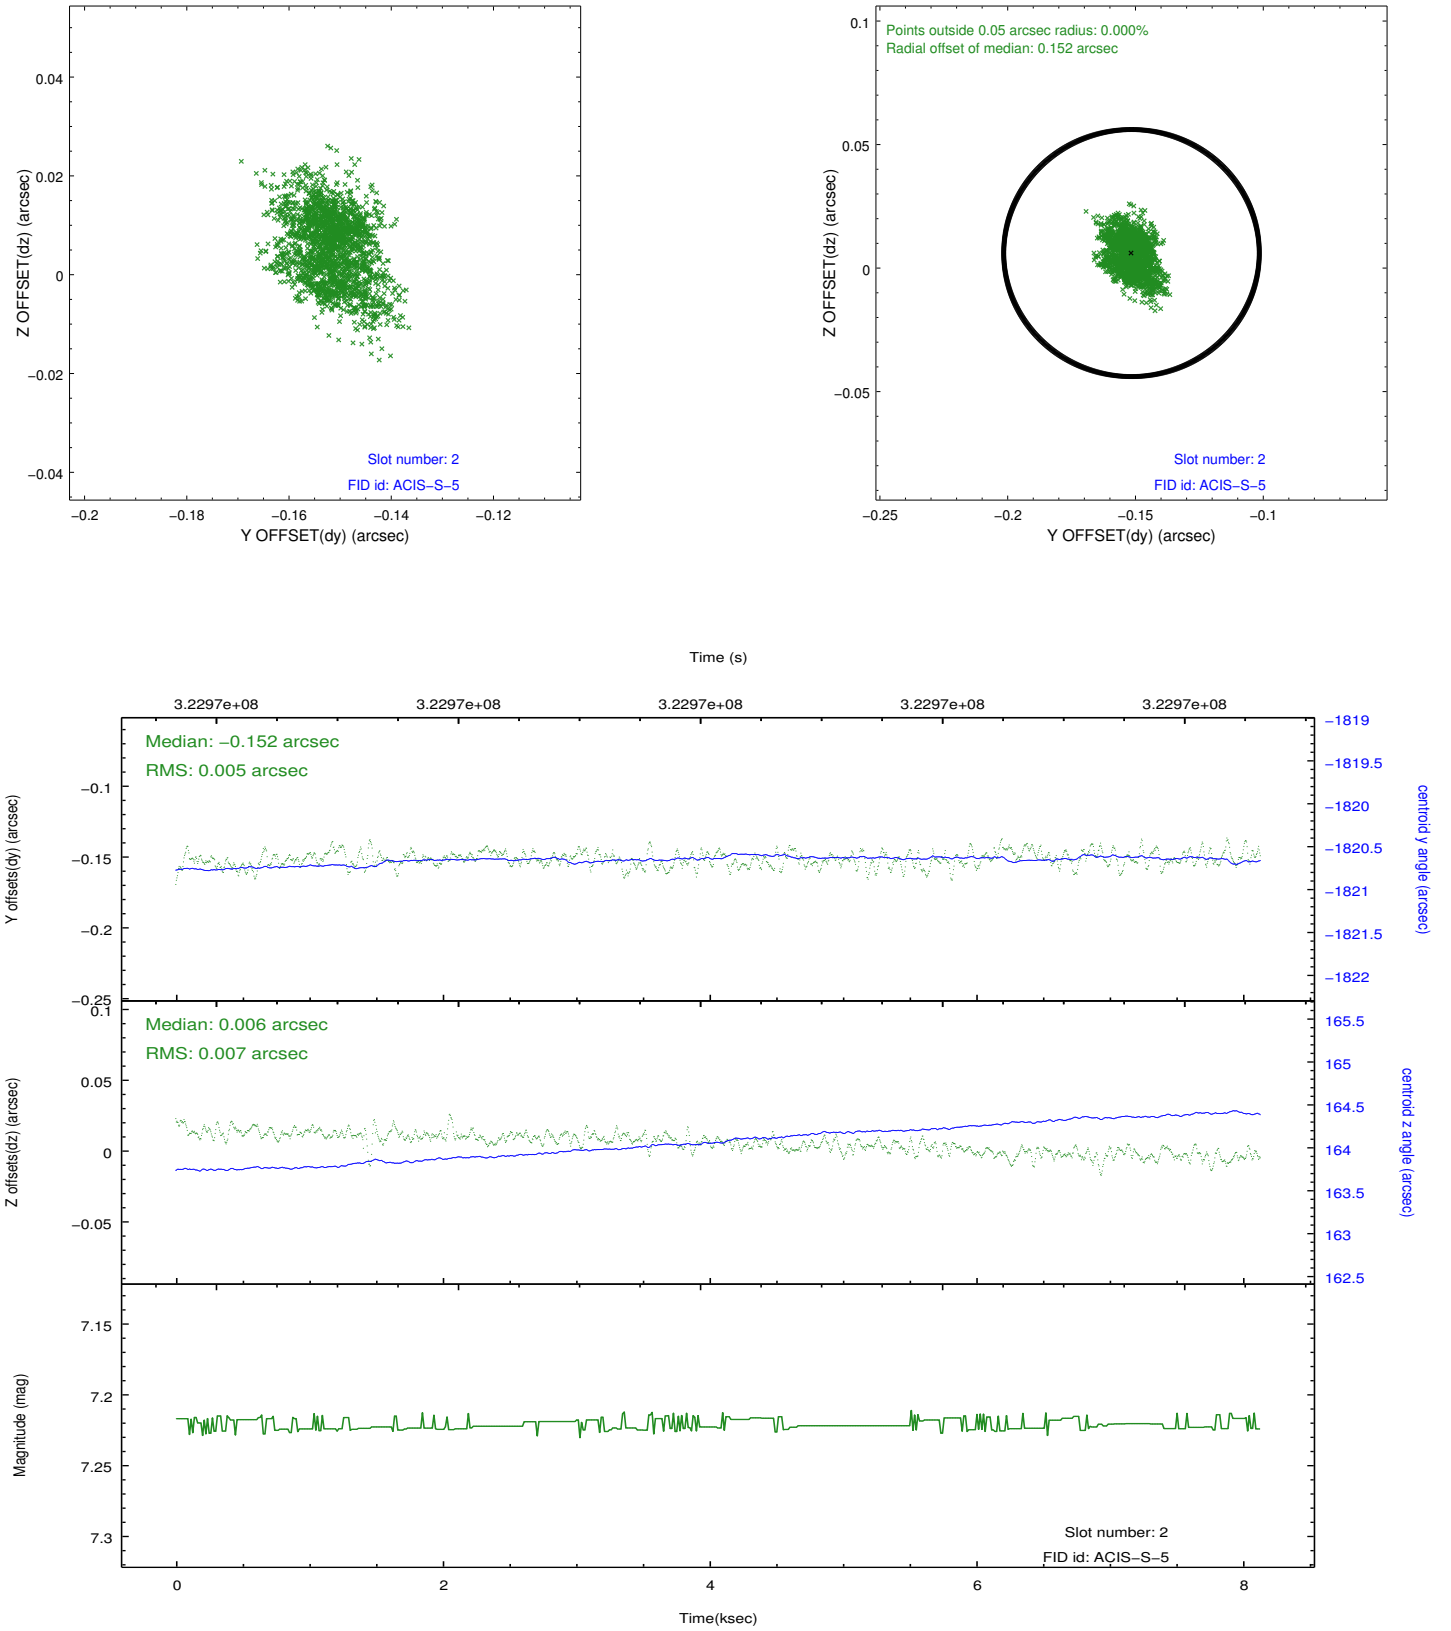 0.04
0.02
0
−0.02
−0.04
Z OFFSET(dz) (arcsec)
Slot number: 2
FID id: ACIS−S−5
−0.2
−0.18
−0.16
−0.14
−0.12
Y OFFSET(dy) (arcsec)
Points outside 0.05 arcsec radius: 0.000%
Radial offset of median: 0.152 arcsec
0.1
0.05
0
−0.05
Z OFFSET(dz) (arcsec)
Slot number: 2
FID id: ACIS−S−5
−0.25
−0.2
−0.15
−0.1
Y OFFSET(dy) (arcsec)
Time (s)
3.2297e+08
3.2297e+08
3.2297e+08
3.2297e+08
3.2297e+08
Median: −0.152 arcsec
RMS: 0.005 arcsec
−0.1
−0.15
−0.2
−0.25
Y offsets(dy) (arcsec)
−1819
−1819.5
−1820
−1820.5
−1821
−1821.5
−1822
centroid y angle (arcsec)
Median: 0.006 arcsec
RMS: 0.007 arcsec
0.1
0.05
0
−0.05
Z offsets(dz) (arcsec)
165.5
165
164.5
164
163.5
163
162.5
centroid z angle (arcsec)
7.15
7.2
7.25
7.3
Magnitude (mag)
Slot number: 2
FID id: ACIS−S−5
0
2
4
6
8
Time(ksec)